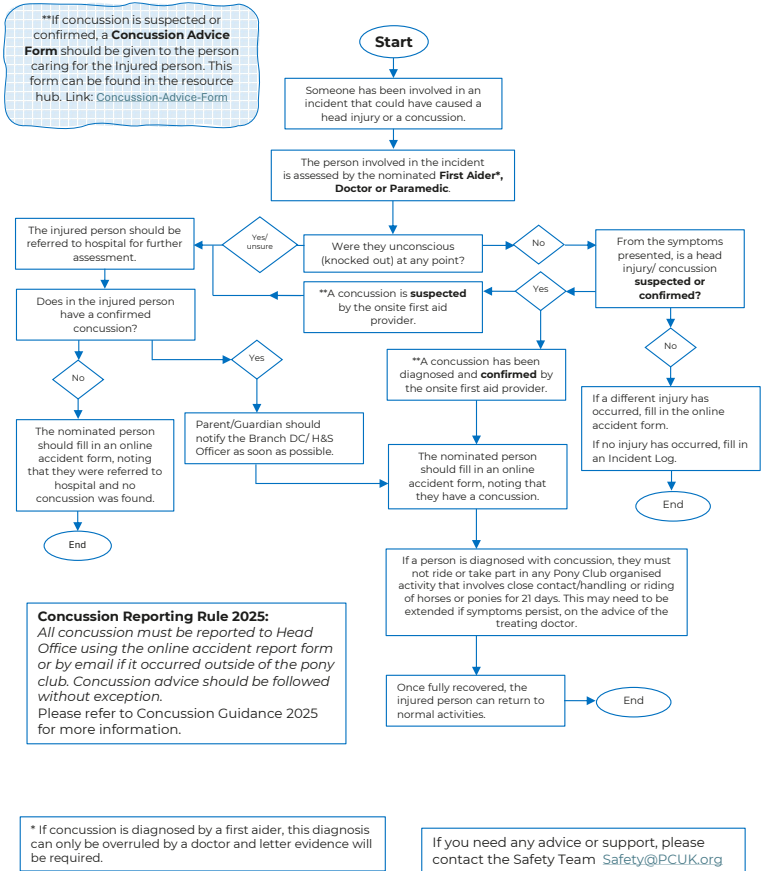 **If concussion is suspected or
confirmed, a Concussion Advice
Form should be given to the person
caring for the Injured person. This
form can be found in the resource
hub. Link: Concussion-Advice-Form
Start
Someone has been involved in an
incident that could have caused a
head injury or a concussion.
The person involved in the incident
is assessed by the nominated First Aider*,
Doctor or Paramedic.
The injured person should be
referred to hospital for further
assessment.
Yes/
unsure
Were they unconscious
(knocked out) at any point?
No
From the symptoms
presented, is a head
injury/ concussion
suspected or
confirmed?
Does in the injured person
have a confirmed
concussion?
**A concussion is suspected
by the onsite first aid
provider.
Yes
No
Yes
**A concussion has been
diagnosed and confirmed by
the onsite first aid provider.
No
If a different injury has
occurred, fill in the online
accident form.
If no injury has occurred, fill in
an Incident Log.
The nominated person
should fill in an online
accident form, noting
that they were referred to
hospital and no
concussion was found.
Parent/Guardian should
notify the Branch DC/ H&S
Officer as soon as possible.
The nominated person
should fill in an online
accident form, noting that
they have a concussion.
End
End
If a person is diagnosed with concussion, they must
not ride or take part in any Pony Club organised
activity that involves close contact/handling or riding
of horses or ponies for 21 days. This may need to be
extended if symptoms persist, on the advice of the
treating doctor.
Concussion Reporting Rule 2025:
All concussion must be reported to Head
Office using the online accident report form
or by email if it occurred outside of the pony
club. Concussion advice should be followed
without exception.
Please refer to Concussion Guidance 2025
for more information.
Once fully recovered, the
injured person can return to
normal activities.
End
* If concussion is diagnosed by a first aider, this diagnosis
can only be overruled by a doctor and letter evidence will
be required.
If you need any advice or support, please
contact the Safety Team Safety@PCUK.org